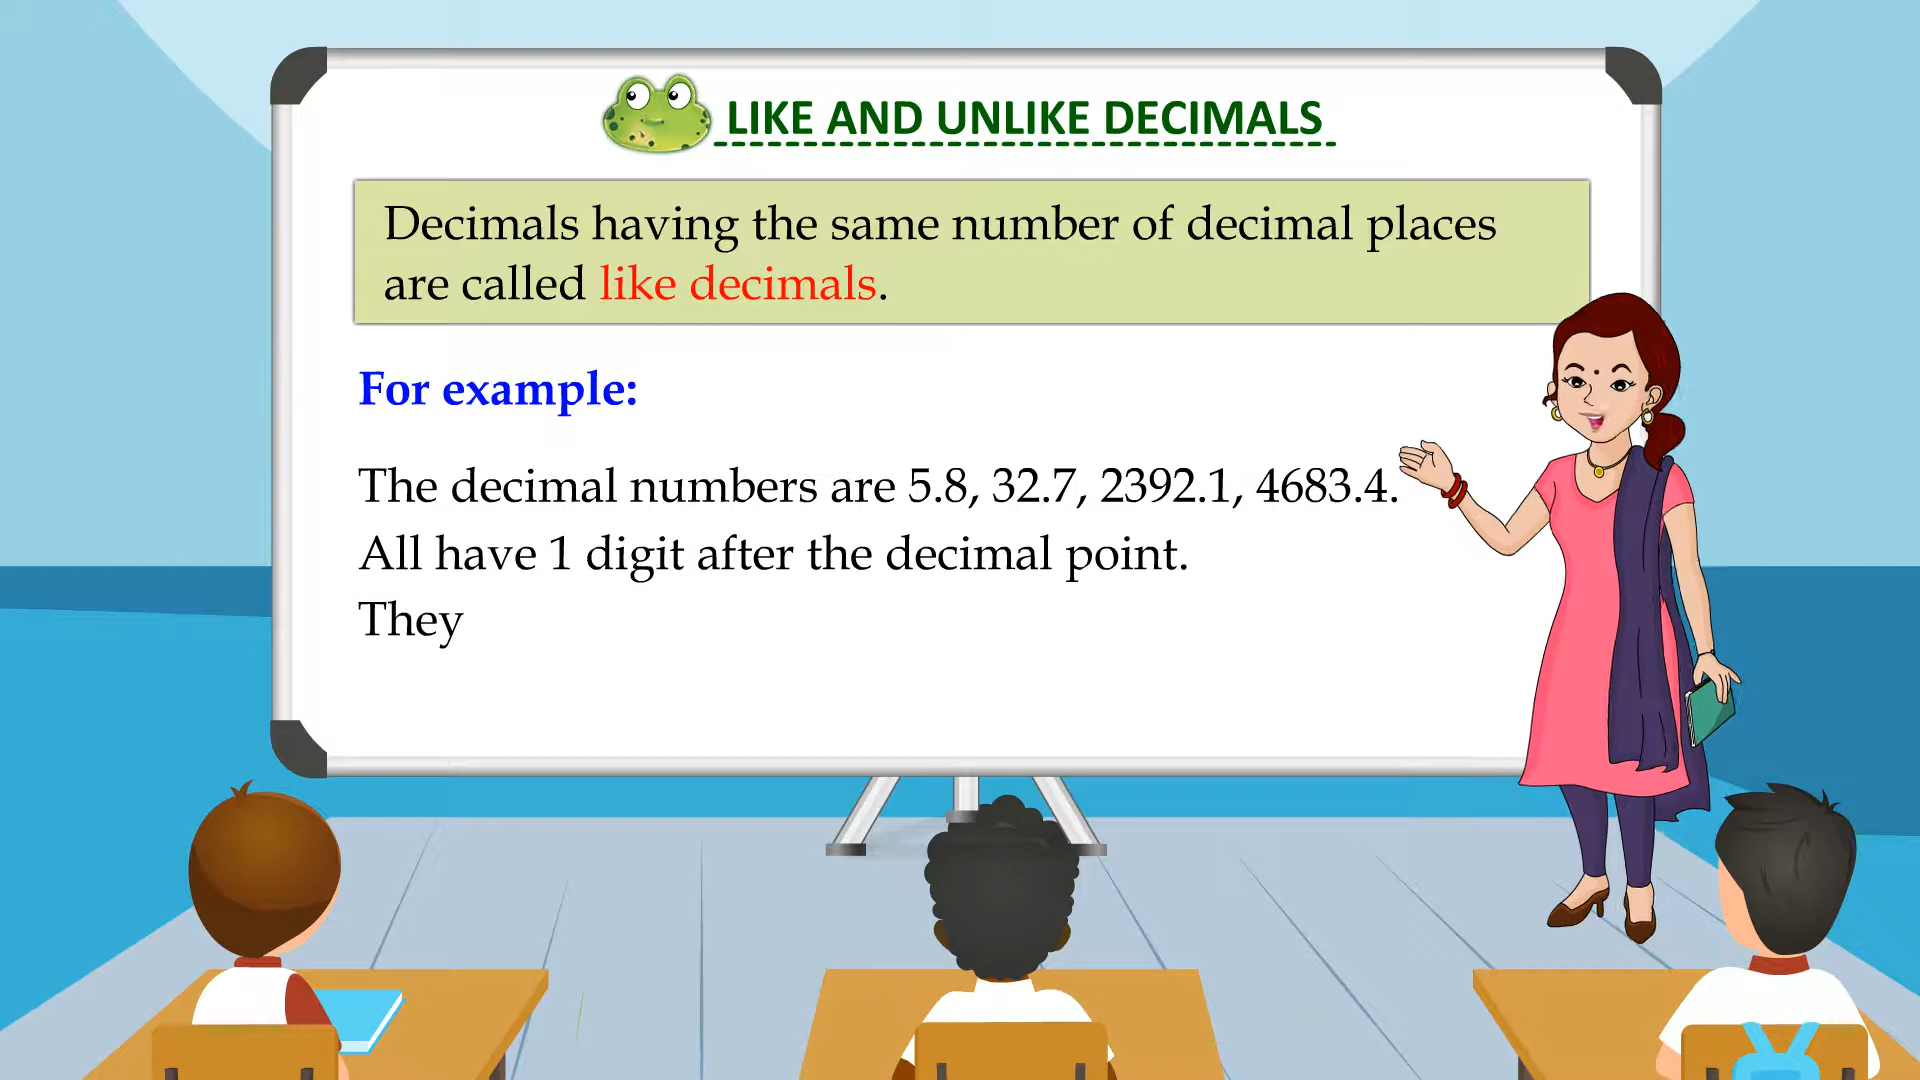 LIKE AND UNLIKE DECIMALS
Decimals having the same number of decimal places
are called like decimals.
For example:
The decimal numbers are 5.8, 32.7, 2392.1, 4683.4.
All have 1 digit after the decimal point.
They